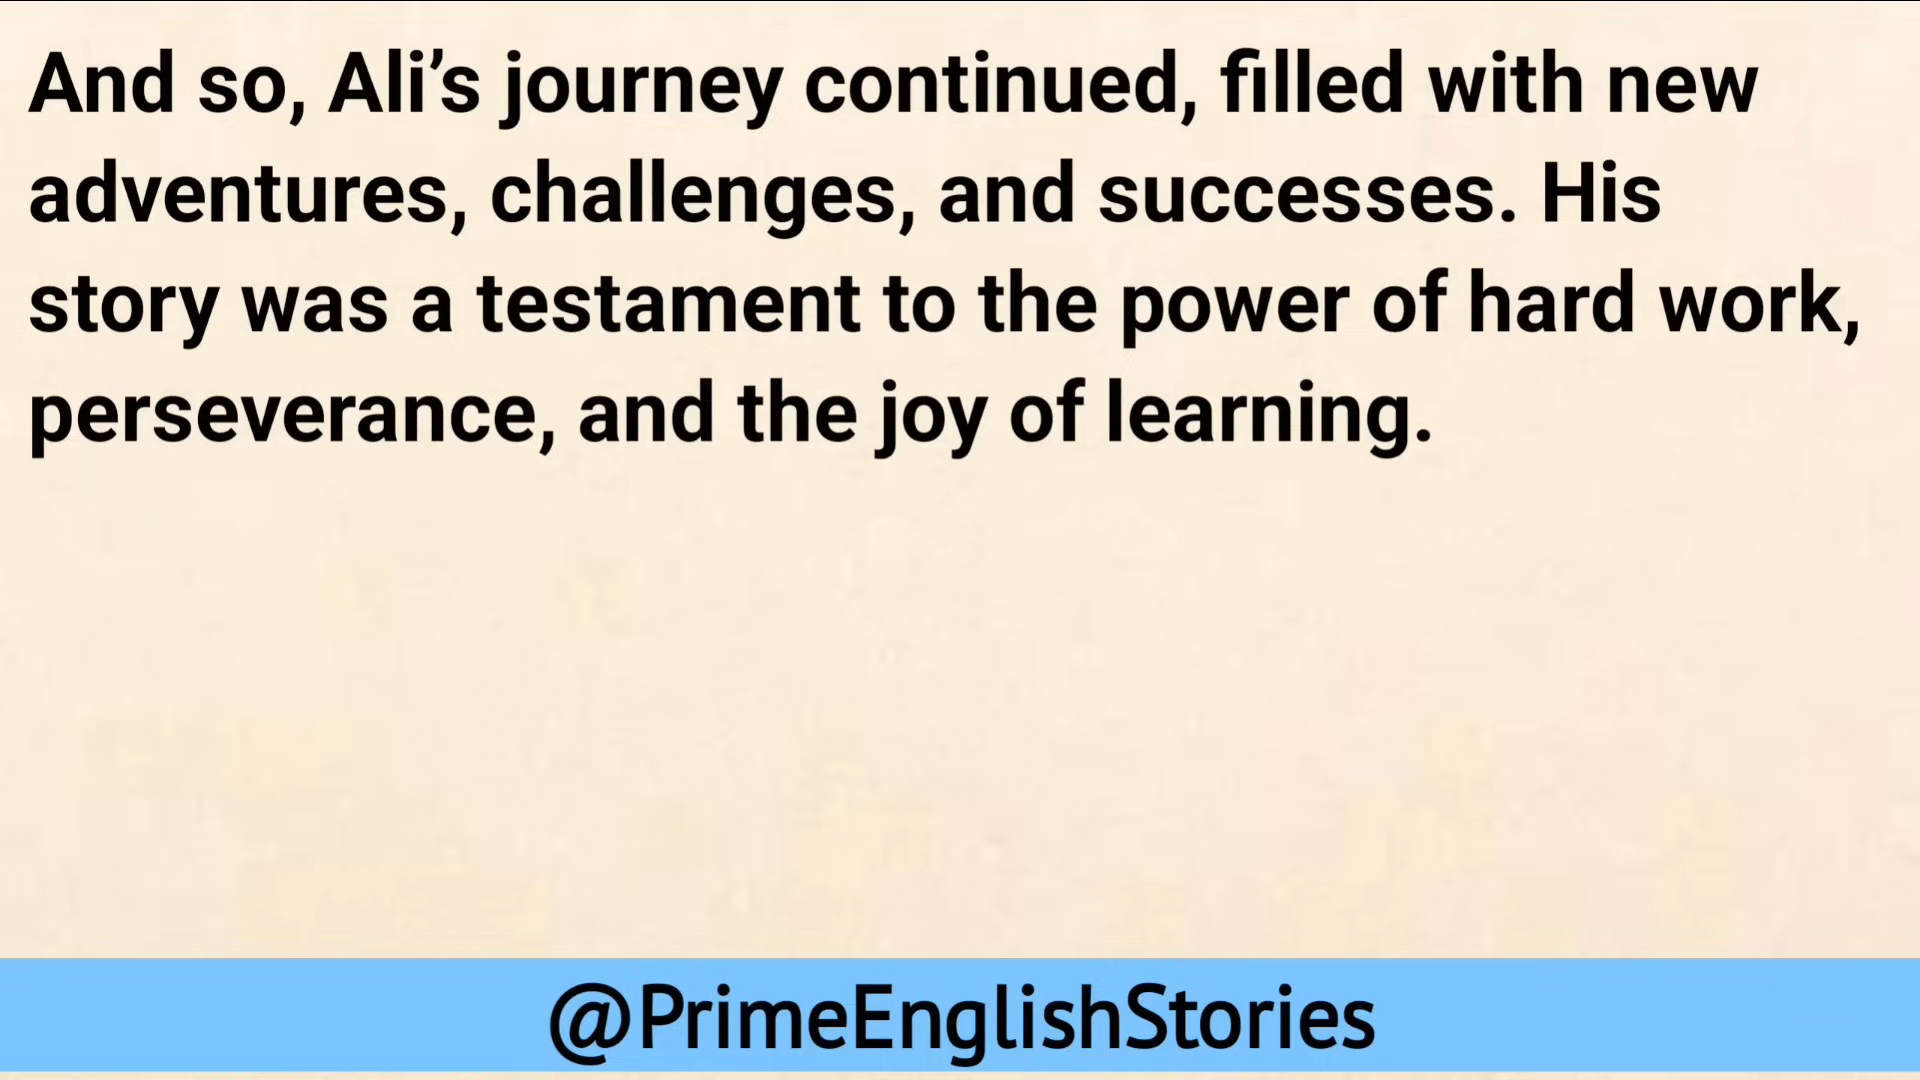 And so, Ali’s journey continued, filled with new
adventures, challenges, and successes. His
story was a testament to the power of hard work,
perseverance, and the joy of learning.
@PrimeEnglishStories